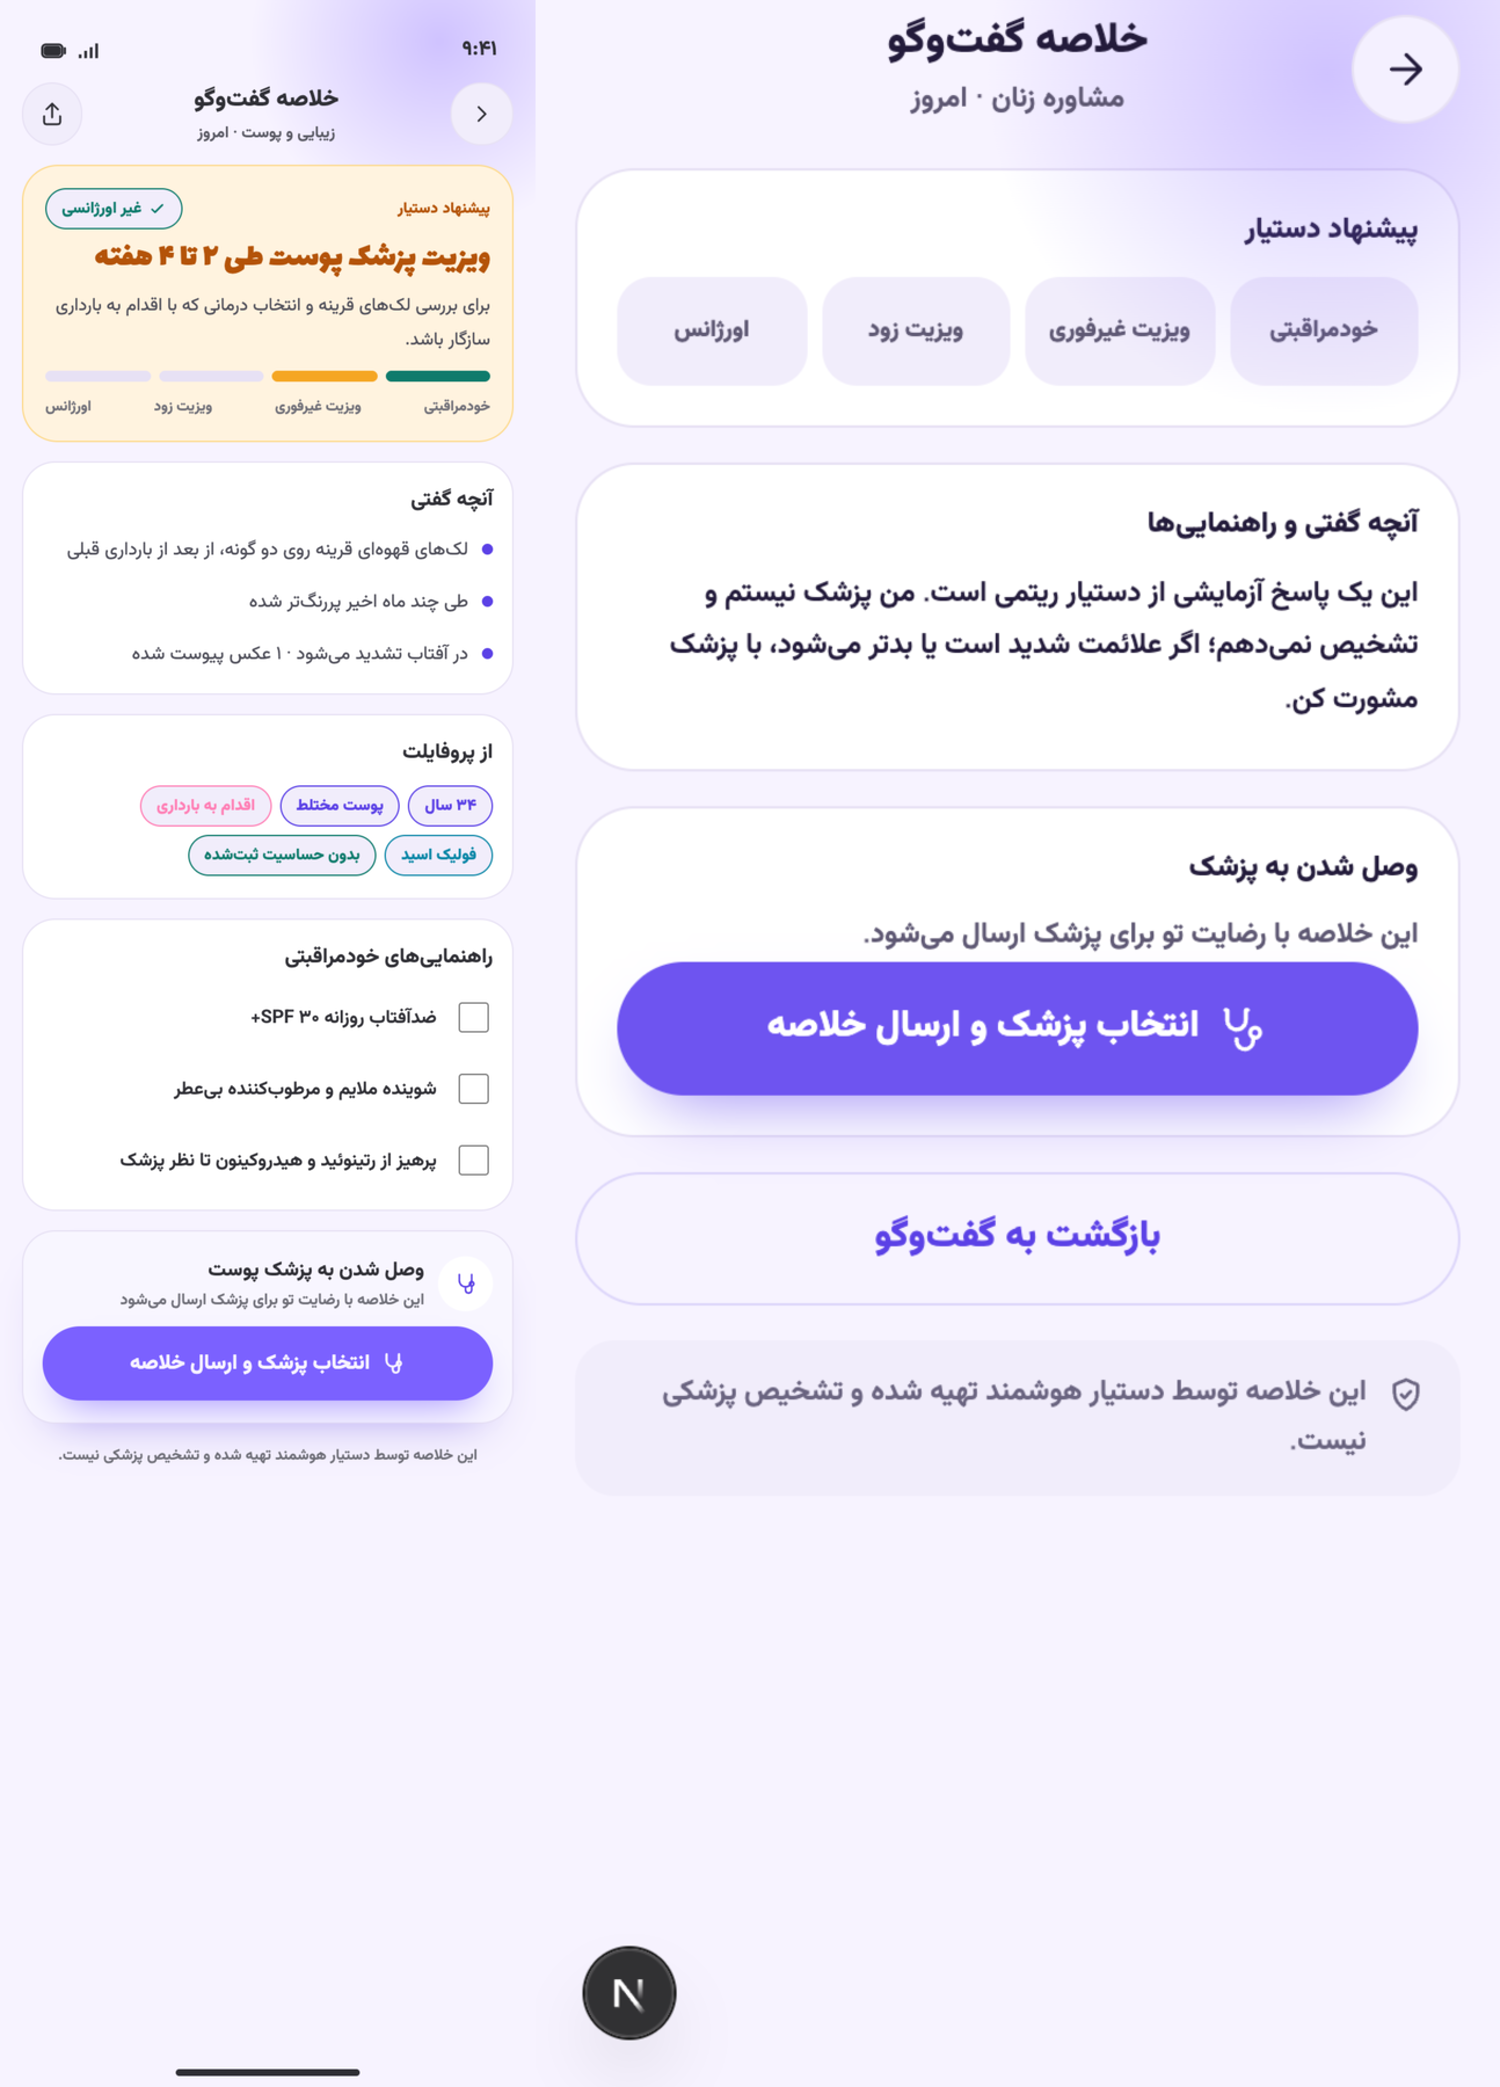 ۹:۴۱
خلاصه گفت‌وگو
زیبایی و پوست · امروز
پیشنهاد دستیار
غیر اورژانسی
ویزیت پزشک پوست طی ۲ تا ۴ هفته
برای بررسی لک‌های قرینه و انتخاب درمانی که با اقدام به بارداری
سازگار باشد.
خودمراقبتی
ویزیت غیرفوری
ویزیت زود
اورژانس
آنچه گفتی
لک‌های قهوه‌ای قرینه روی دو گونه، از بعد از بارداری قبلی
طی چند ماه اخیر پررنگ‌تر شده
در آفتاب تشدید می‌شود · ۱ عکس پیوست شده
از پروفایلت
۳۴ سال
پوست مختلط
اقدام به بارداری
فولیک اسید
بدون حساسیت ثبت‌شده
راهنمایی‌های خودمراقبتی
ضدآفتاب روزانه SPF ۳۰+
شوینده ملایم و مرطوب‌کننده بی‌عطر
پرهیز از رتینوئید و هیدروکینون تا نظر پزشک
وصل شدن به پزشک پوست
این خلاصه با رضایت تو برای پزشک ارسال می‌شود
انتخاب پزشک و ارسال خلاصه
این خلاصه توسط دستیار هوشمند تهیه شده و تشخیص پزشکی نیست.
خلاصه گفت‌وگو
مشاوره زنان · امروز
پیشنهاد دستیار
خودمراقبتی
ویزیت غیرفوری
ویزیت زود
اورژانس
آنچه گفتی و راهنمایی‌ها
این یک پاسخ آزمایشی از دستیار ریتمی است. من پزشک نیستم و
تشخیص نمی‌دهم؛ اگر علائمت شدید است یا بدتر می‌شود، با پزشک
مشورت کن.
وصل شدن به پزشک
این خلاصه با رضایت تو برای پزشک ارسال می‌شود.
انتخاب پزشک و ارسال خلاصه
بازگشت به گفت‌وگو
این خلاصه توسط دستیار هوشمند تهیه شده و تشخیص پزشکی
نیست.
N